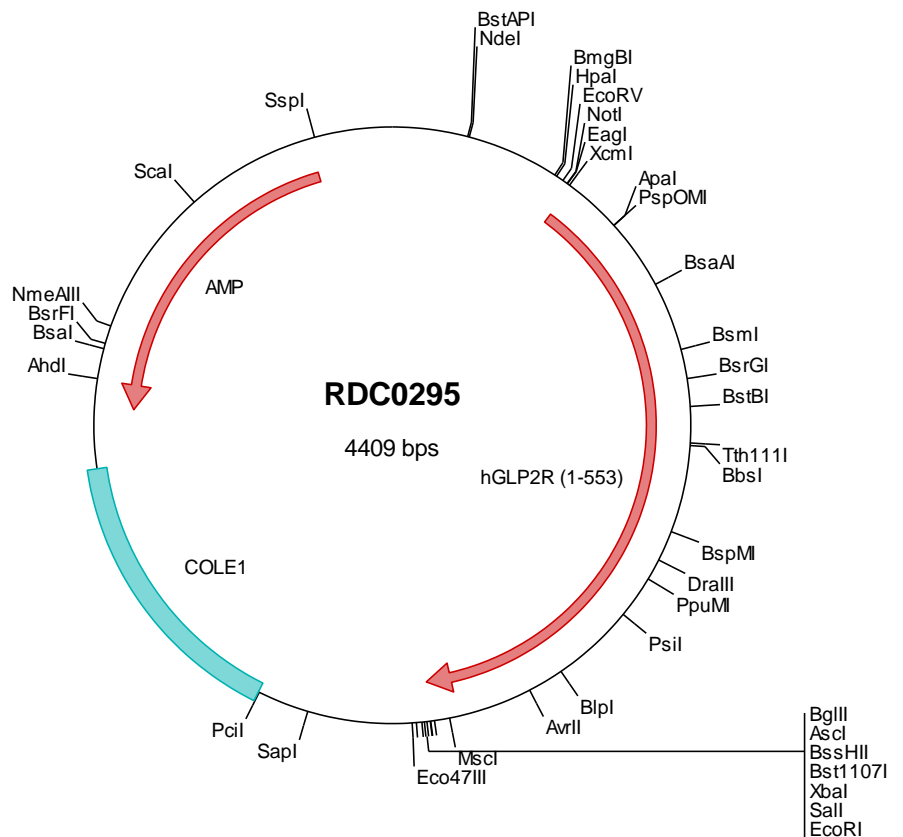 BstAPI
NdeI
BmgBI
HpaI
EcoRV
NotI
EagI
XcmI
ApaI
PspOMI
BsaAI
BsmI
BsrGI
BstBI
Tth111I
BbsI
BspMI
DraIII
PpuMI
PsiI
BlpI
AvrII
MscI
BglII
AscI
BssHII
Bst1107I
XbaI
SalI
EcoRI
Eco47III
SapI
PciI
AhdI
BsaI
BsrFI
NmeAIII
ScaI
SspI
AMP
RDC0295
4409 bps
hGLP2R (1-553)
COLE1